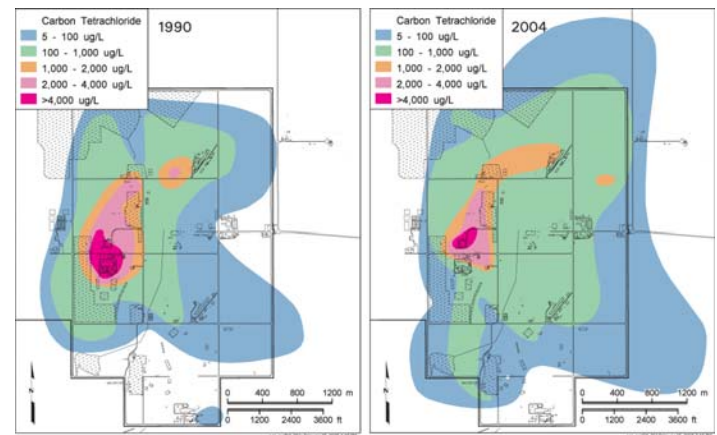 Carbon Tetrachloride
5 - 100 ug/L
100 - 1,000 ug/L
1,000 - 2,000 ug/L
2,000 - 4,000 ug/L
>4,000 ug/L
1990
N
0 400 800 1200 m
0 1200 2400 3600 ft
Carbon Tetrachloride
5 - 100 ug/L
100 - 1,000 ug/L
1,000 - 2,000 ug/L
2,000 - 4,000 ug/L
>4,000 ug/L
2004
N
0 400 800 1200 m
0 1200 2400 3600 ft